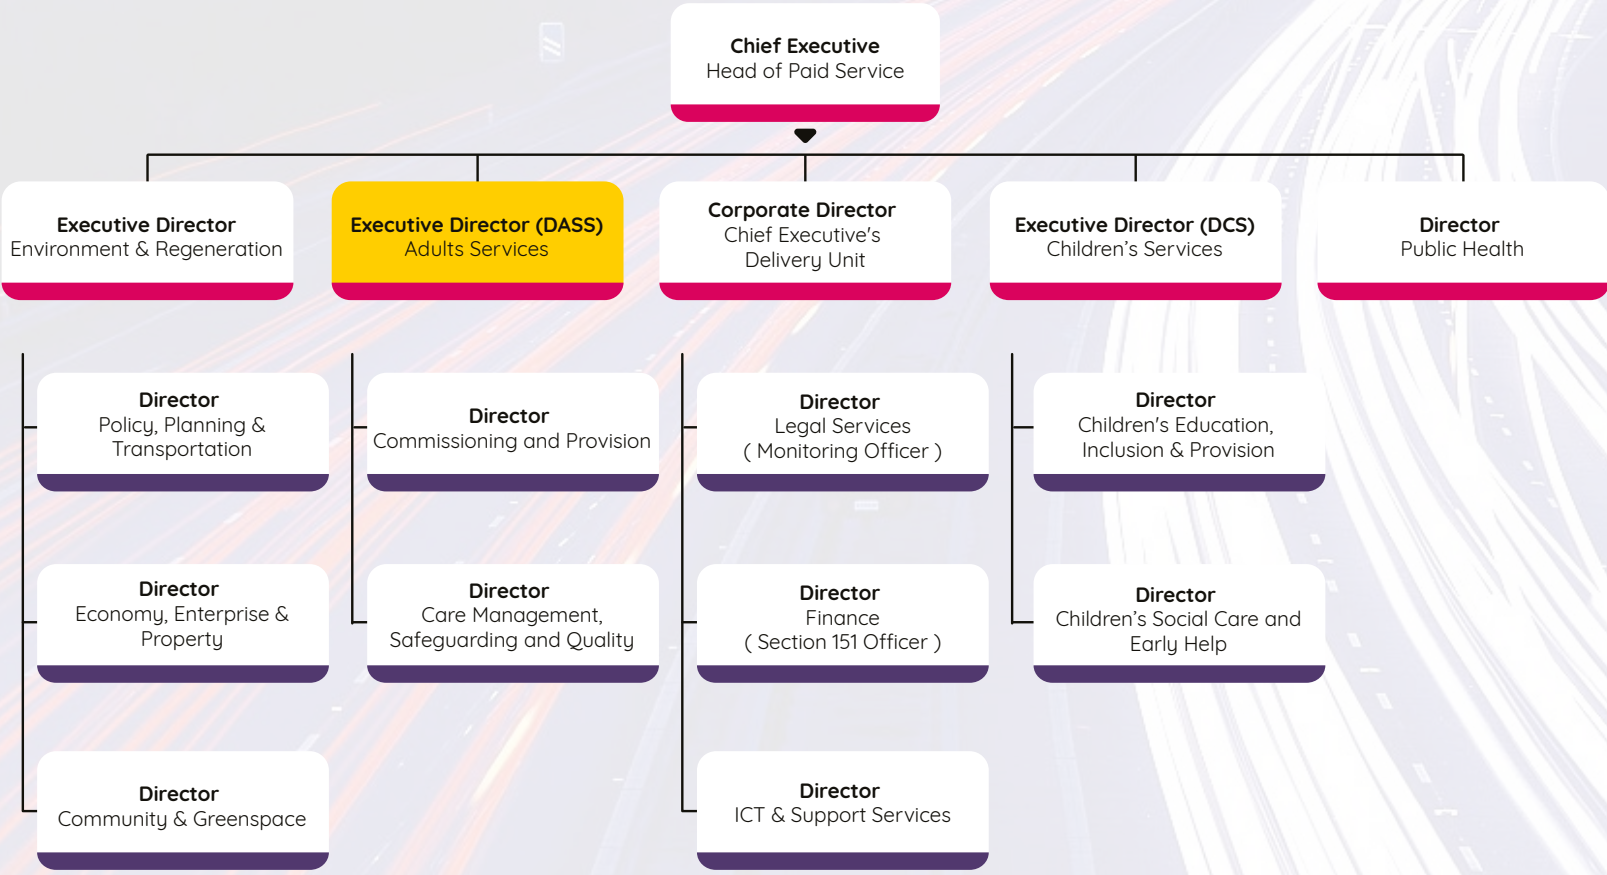 Chief Executive
Head of Paid Service
Executive Director
Environment & Regeneration
Executive Director (DASS)
Adults Services
Corporate Director
Chief Executive's
Delivery Unit
Executive Director (DCS)
Children’s Services
Director
Public Health
Director
Policy, Planning &
Transportation
Director
Commissioning and Provision
Director
Legal Services
( Monitoring Officer )
Director
Children's Education,
Inclusion & Provision
Director
Economy, Enterprise &
Property
Director
Care Management,
Safeguarding and Quality
Director
Finance
( Section 151 Officer )
Director
Children’s Social Care and
Early Help
Director
Community & Greenspace
Director
ICT & Support Services